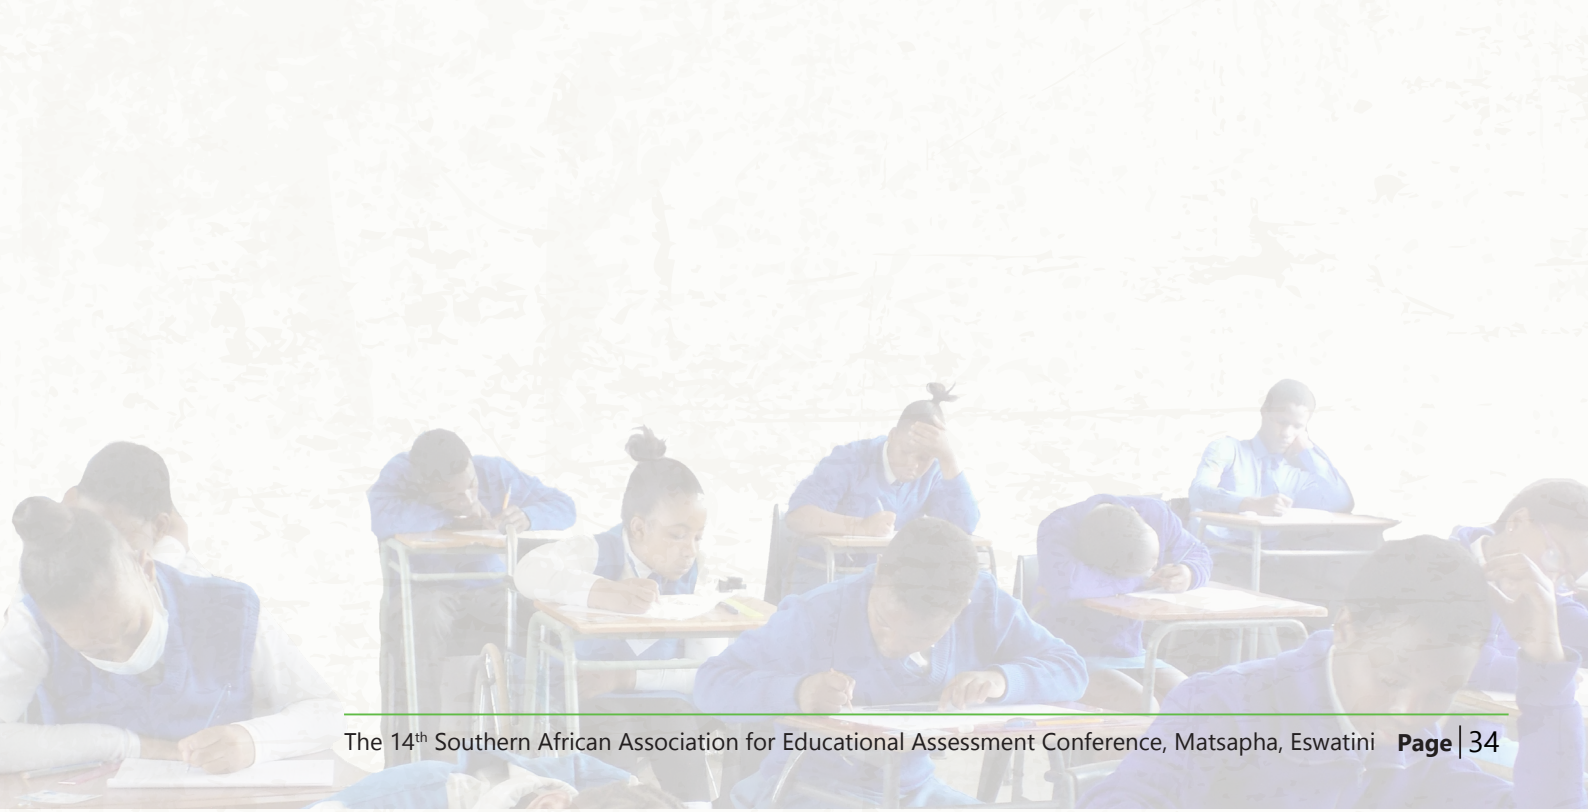 The 14th Southern African Association for Educational Assessment Conference, Matsapha, Eswatini Page | 34